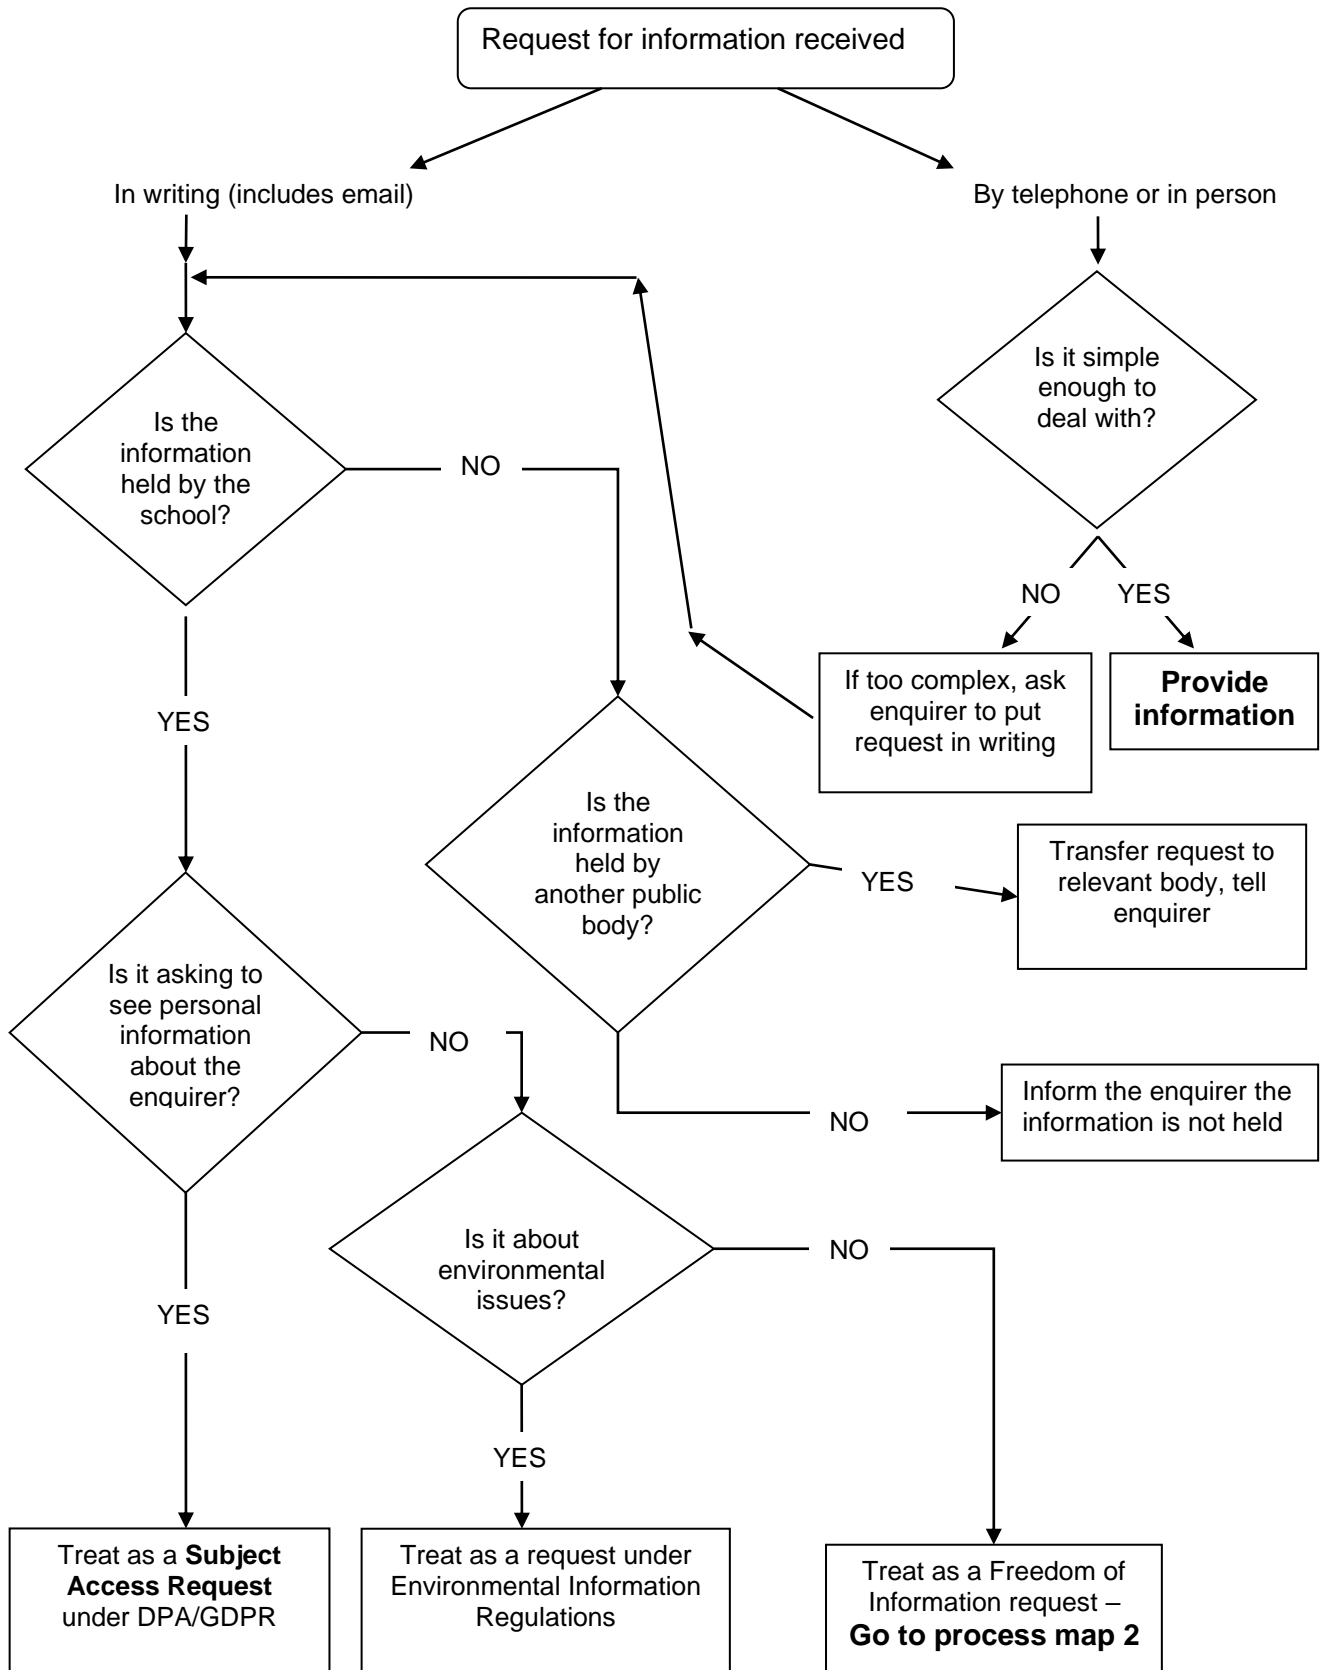 Request for information received
In writing (includes email)
By telephone or in person
Is it simple
enough to
deal with?
Is the
information
held by the
school?
NO
NO
YES
If too complex, ask
enquirer to put
request in writing
Provide
information
YES
Is the
information
held by
another public
body?
YES
Transfer request to
relevant body, tell
enquirer
Is it asking to
see personal
information
about the
enquirer?
NO
NO
Inform the enquirer the
information is not held
Is it about
environmental
issues?
NO
YES
YES
Treat as a Subject
Access Request
under DPA/GDPR
Treat as a request under
Environmental Information
Regulations
Treat as a Freedom of
Information request –
Go to process map 2